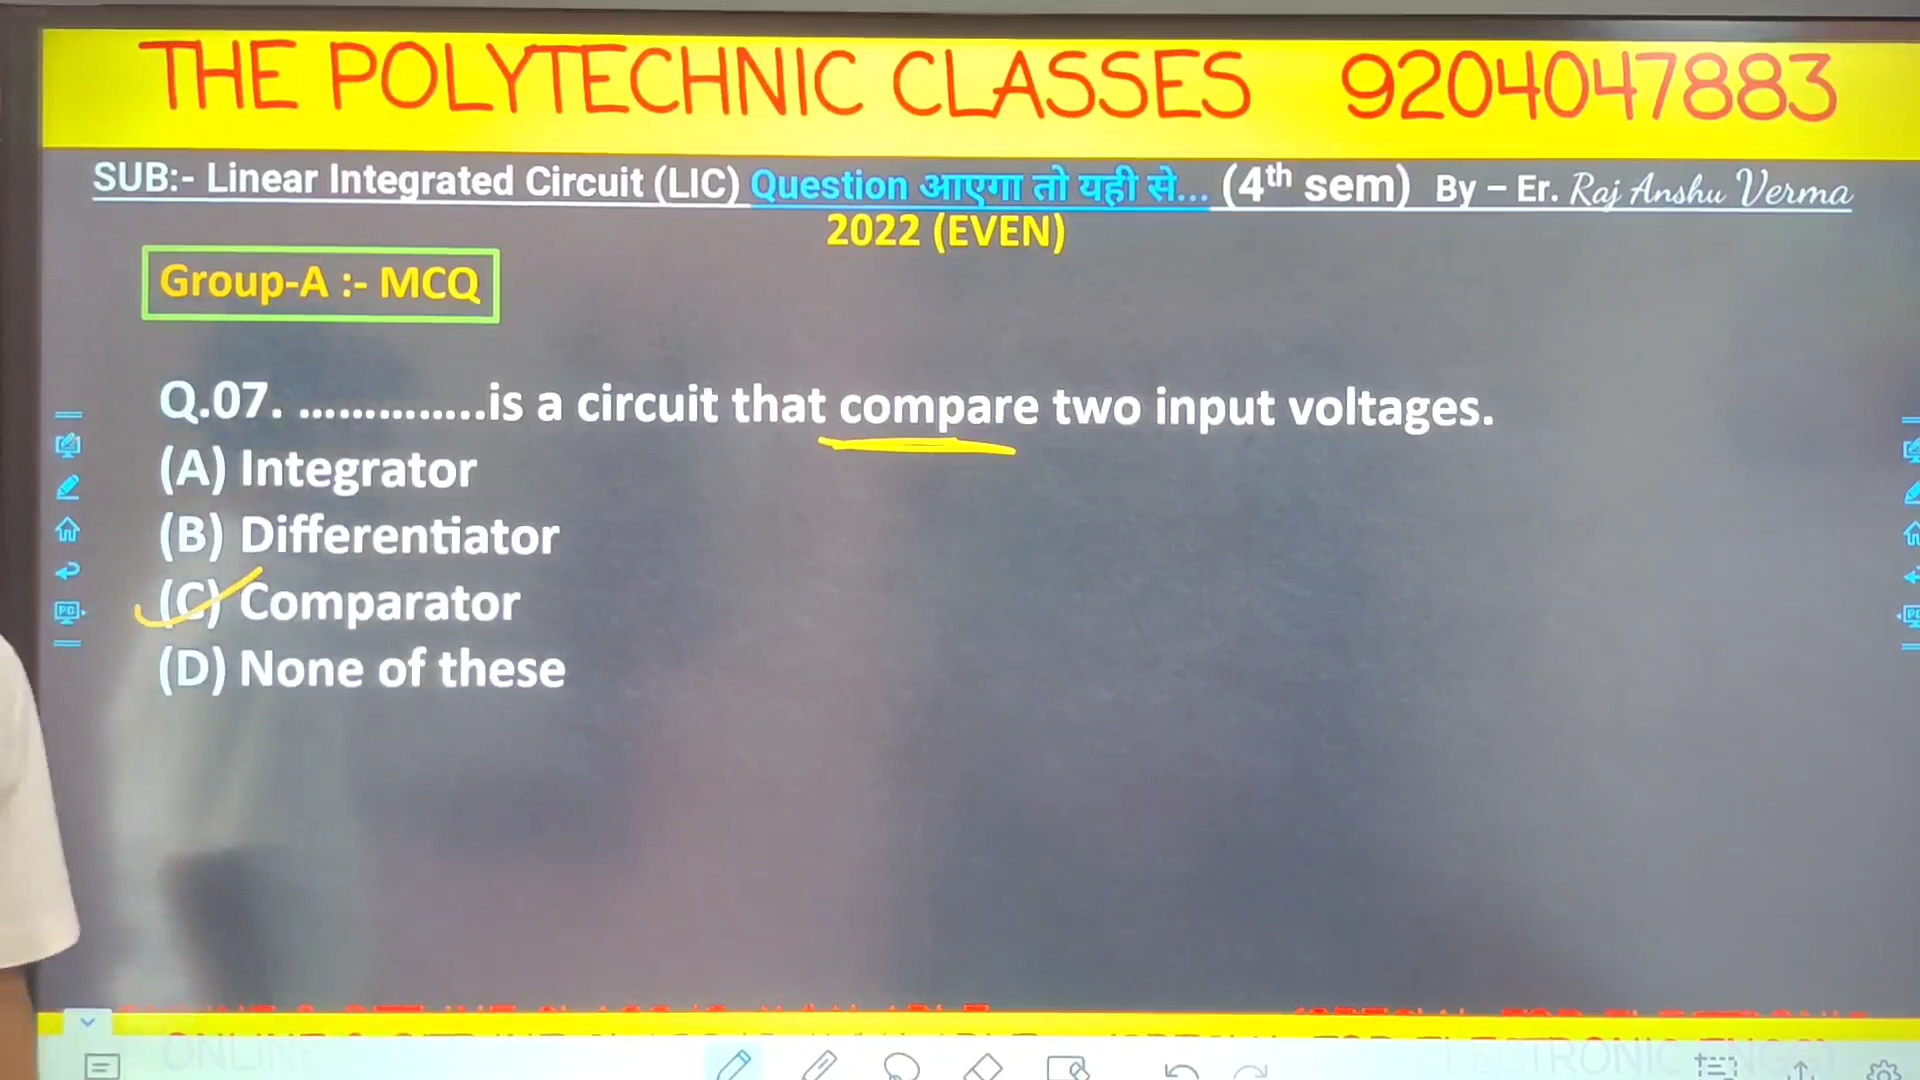 THE POLYTECHNIC CLASSES 9204047883
SUB:- Linear Integrated Circuit (LIC) Question आएगा तो यही से... (4th sem) By – Er. Raj Anshu Verma
2022 (EVEN)
Group-A :- MCQ
Q.07. ..............is a circuit that compare two input voltages.
(A) Integrator
(B) Differentiator
(C) Comparator
(D) None of these